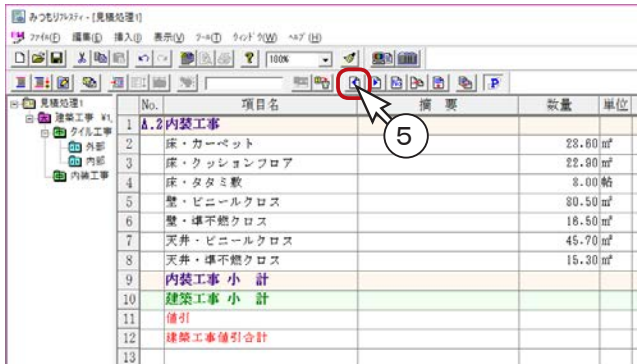 みつもりﾌﾚｽﾃｨ - [見積処理1]
ﾌｧｲﾙ(F) 編集(E) 挿入(I) 表示(V) ﾂｰﾙ(T) ｳｨﾝﾄﾞｳ(W) ﾍﾙﾌﾟ(H)
100%
見積処理1
建築工事 ¥1,
タイル工事
外部
内部
内装工事
No. 項目名 摘 要 数量 単位
1 A.2 内装工事
2 床・カーペット 28.60 ㎡
3 床・クッションフロア 22.90 ㎡
4 床・タタミ敷 8.00 帖
5 壁・ビニールクロス 80.50 ㎡
6 壁・準不燃クロス 16.50 ㎡
7 天井・ビニールクロス 45.70 ㎡
8 天井・準不燃クロス 15.30 ㎡
9 内装工事 小 計
10 建築工事 小 計
11 値引
12 建築工事値引合計
13
5